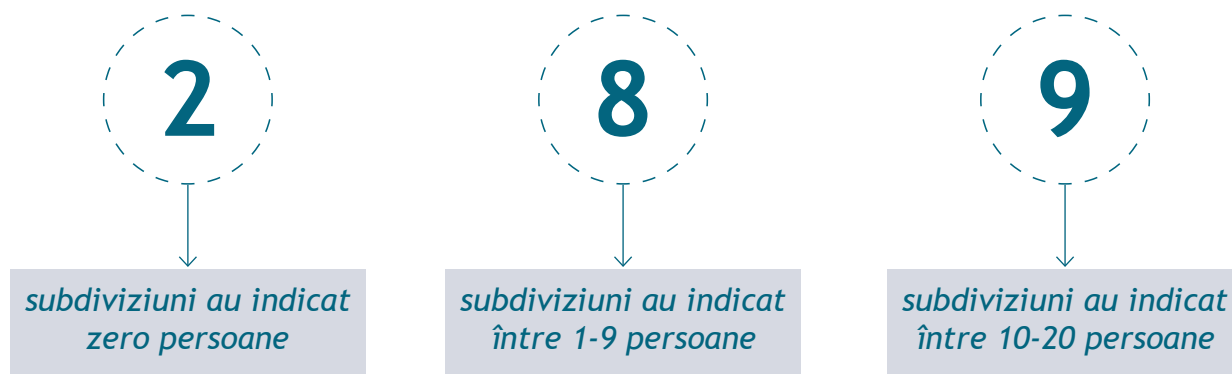 2
subdiviziuni au indicat
zero persoane
8
subdiviziuni au indicat
între 1-9 persoane
9
subdiviziuni au indicat
între 10-20 persoane